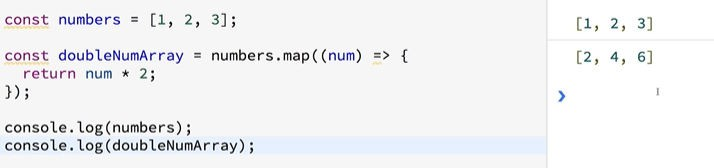 const numbers = [1, 2, 3];
const doubleNumArray = numbers.map((num) => {
  return num * 2;
});
console.log(numbers);
console.log(doubleNumArray);
[1, 2, 3]
[2, 4, 6]
❯